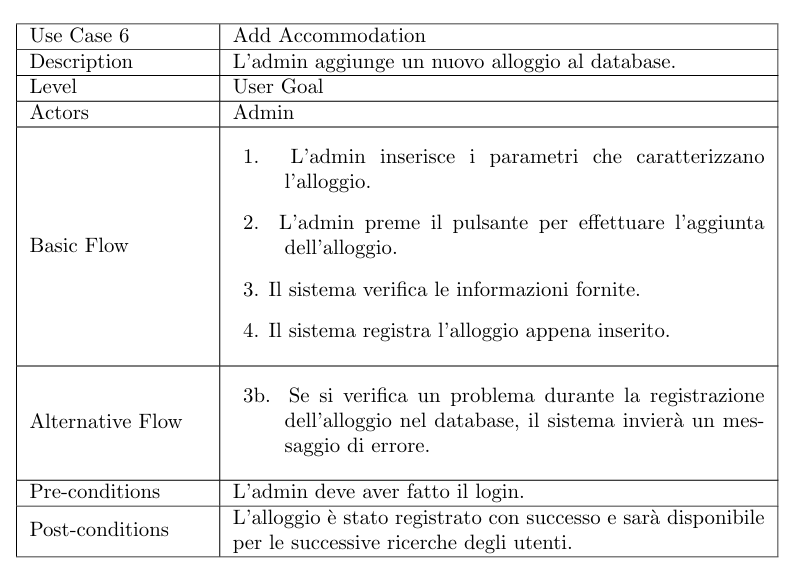 Use Case 6 Add Accommodation
Description L'admin aggiunge un nuovo alloggio al database.
Level User Goal
Actors Admin
Basic Flow
1. L'admin inserisce i parametri che caratterizzano
l'alloggio.
2. L'admin preme il pulsante per effettuare l'aggiunta
dell'alloggio.
3. Il sistema verifica le informazioni fornite.
4. Il sistema registra l'alloggio appena inserito.
Alternative Flow
3b. Se si verifica un problema durante la registrazione
dell'alloggio nel database, il sistema invierà un mes-
saggio di errore.
Pre-conditions L'admin deve aver fatto il login.
Post-conditions
L'alloggio è stato registrato con successo e sarà disponibile
per le successive ricerche degli utenti.